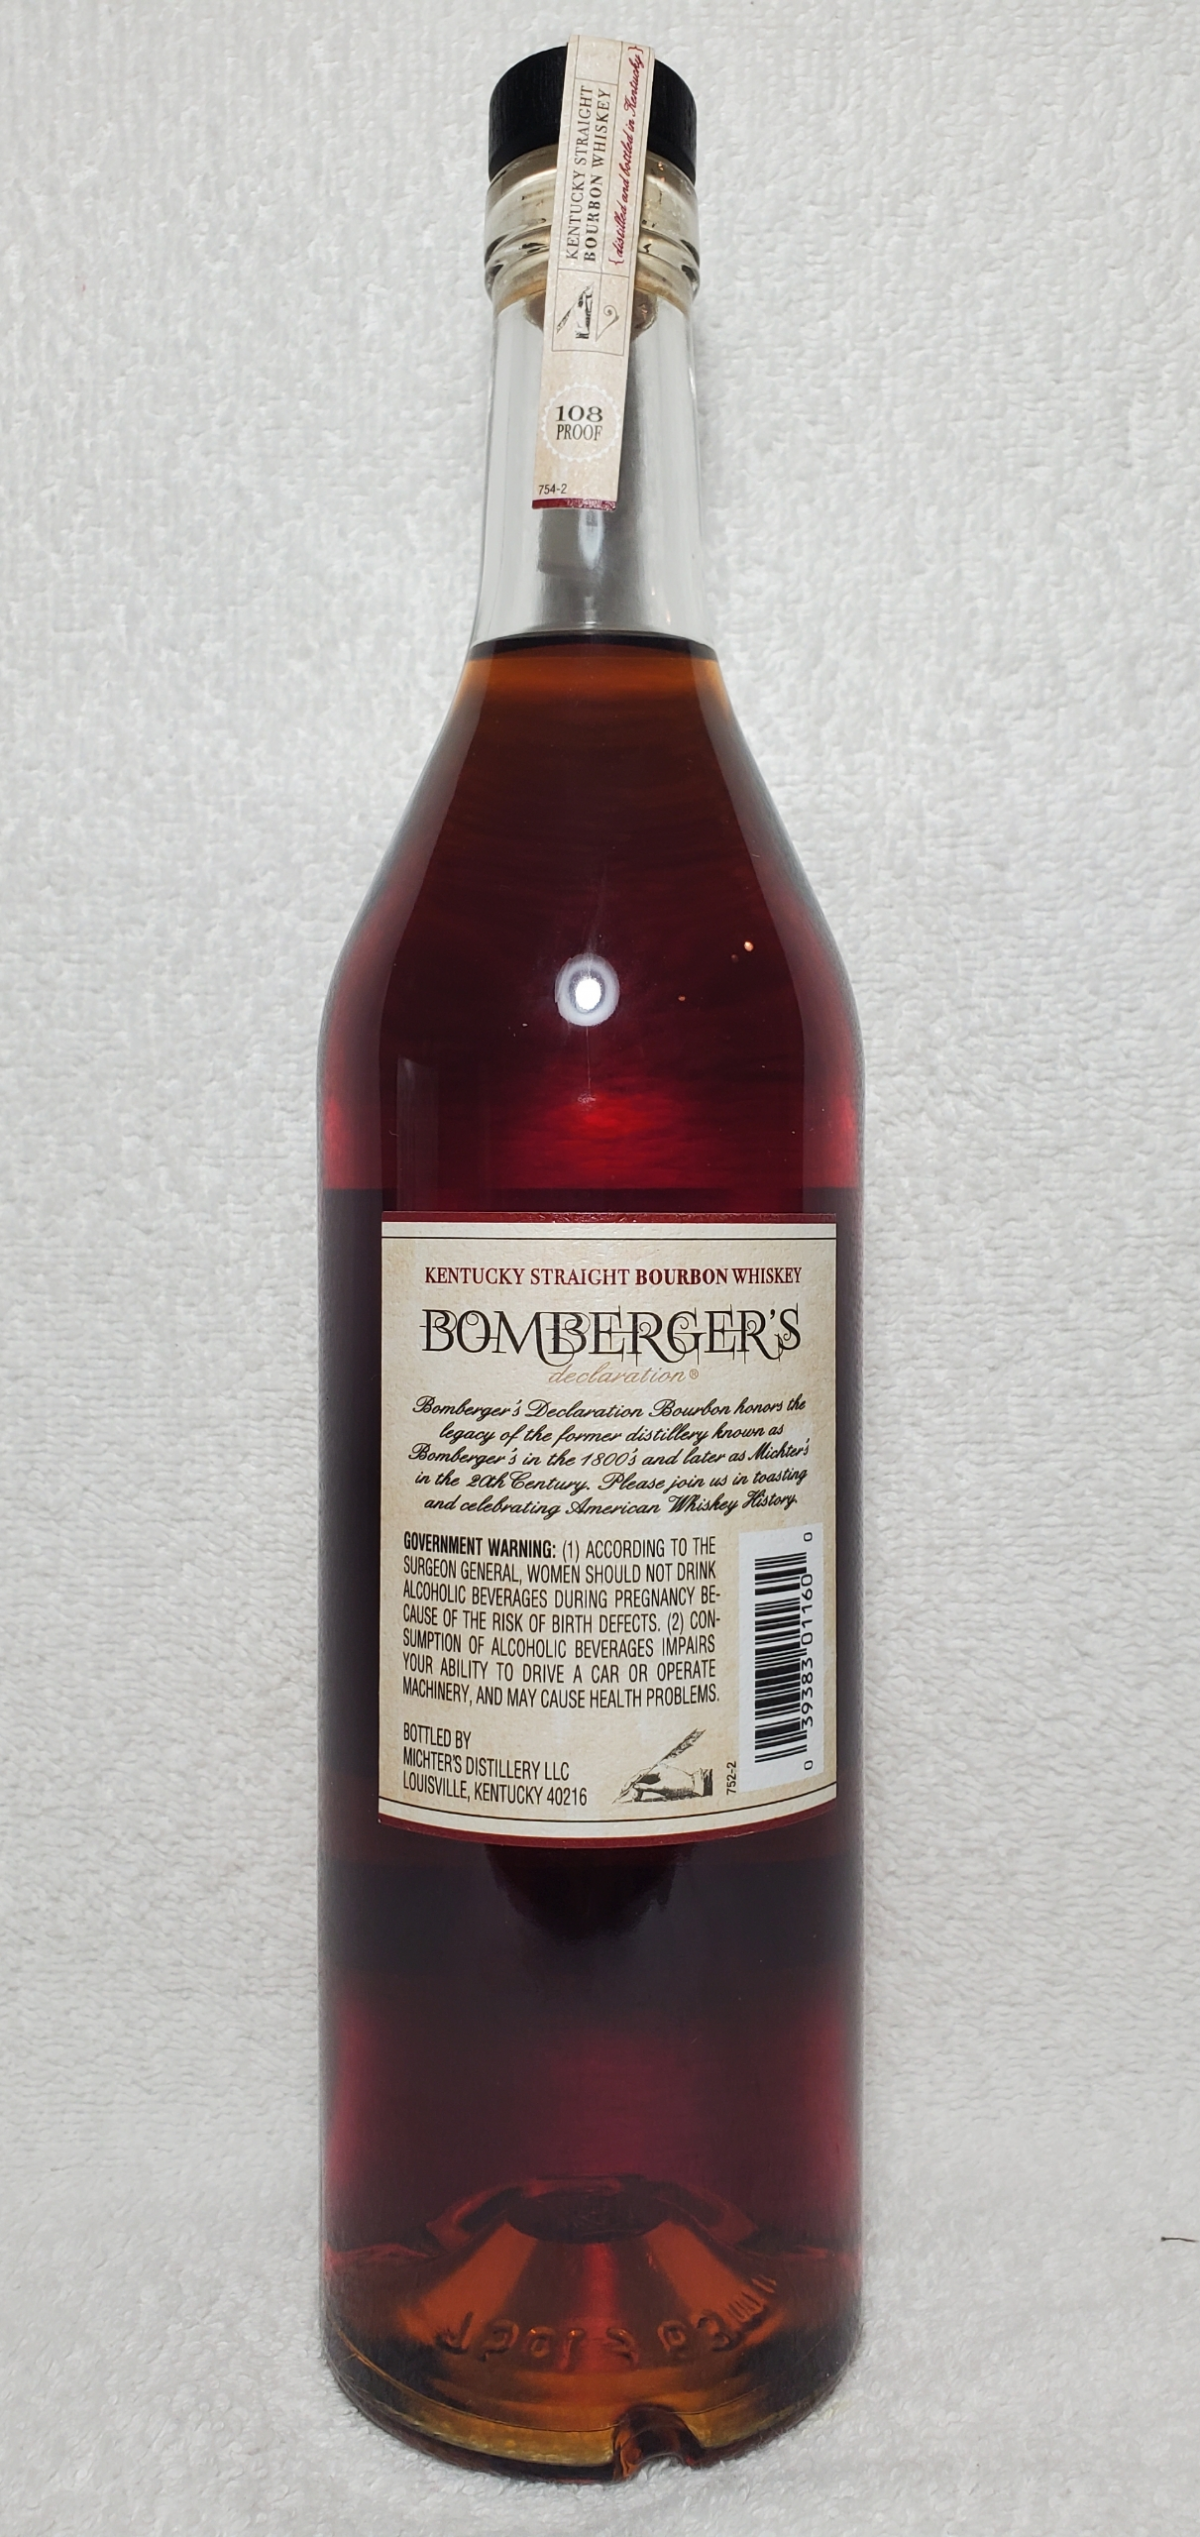 KENTUCKY STRAIGHT
BOURBON WHISKEY
{distilled and bottled in Kentucky}
108
PROOF
754-2
KENTUCKY STRAIGHT BOURBON WHISKEY
BOMBERGER'S
declaration®
Bomberger's Declaration Bourbon honors the
legacy of the former distillery known as
Bomberger's in the 1800's and later as Michter's
in the 20th Century. Please join us in toasting
and celebrating American Whiskey History.
GOVERNMENT WARNING: (1) ACCORDING TO THE
SURGEON GENERAL, WOMEN SHOULD NOT DRINK
ALCOHOLIC BEVERAGES DURING PREGNANCY BE-
CAUSE OF THE RISK OF BIRTH DEFECTS. (2) CON-
SUMPTION OF ALCOHOLIC BEVERAGES IMPAIRS
YOUR ABILITY TO DRIVE A CAR OR OPERATE
MACHINERY, AND MAY CAUSE HEALTH PROBLEMS.
BOTTLED BY
MICHTER'S DISTILLERY LLC
LOUISVILLE, KENTUCKY 40216
752-2
0 39383 01160 0